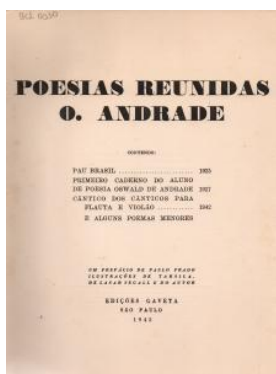 POESIAS REUNIDAS
O. ANDRADE
CONTENDO:
PAU BRASIL .................... 1925
PRIMEIRO CADERNO DO ALUNO
DE POESIA OSWALD DE ANDRADE 1927
CÂNTICO DOS CÂNTICOS PARA
FLAUTA E VIOLÃO ........... 1942
E ALGUNS POEMAS MENORES
UM PREFÁCIO DE PAULO PRADO
ILUSTRAÇÕES DE TARSILA,
DE LASAR SEGALL E DO AUTOR
EDIÇÕES GAVETA
SÃO PAULO